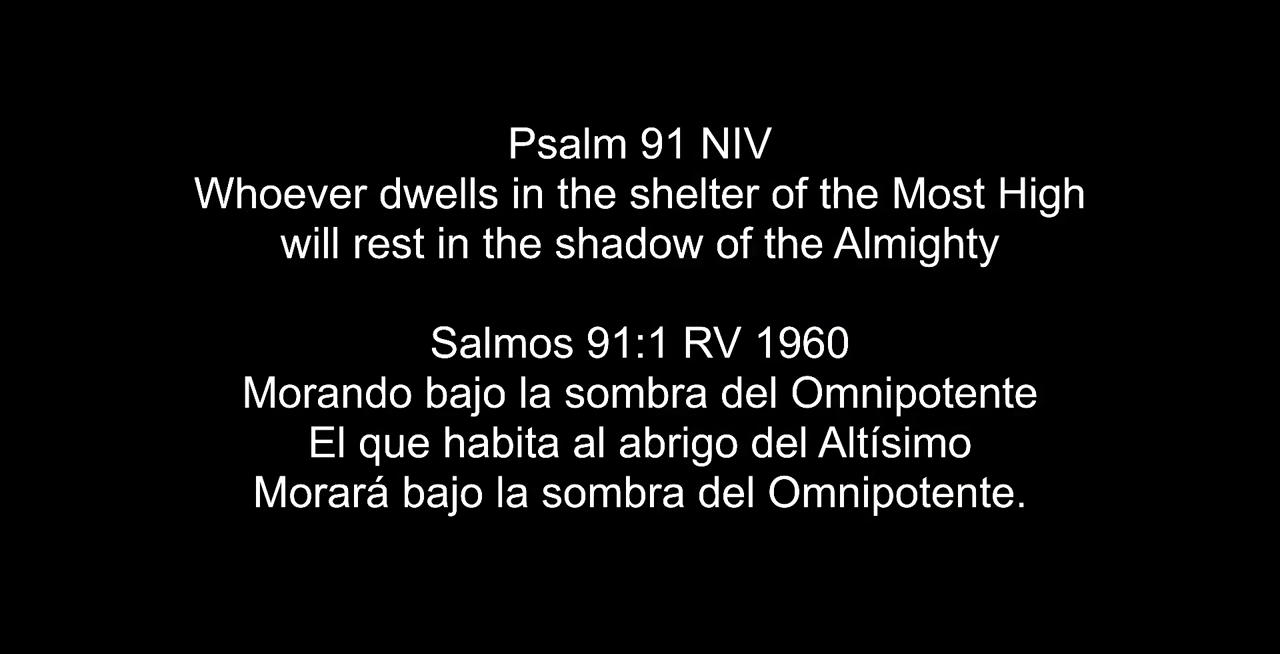 Psalm 91 NIV
Whoever dwells in the shelter of the Most High
will rest in the shadow of the Almighty
Salmos 91:1 RV 1960
Morando bajo la sombra del Omnipotente
El que habita al abrigo del Altísimo
Morará bajo la sombra del Omnipotente.